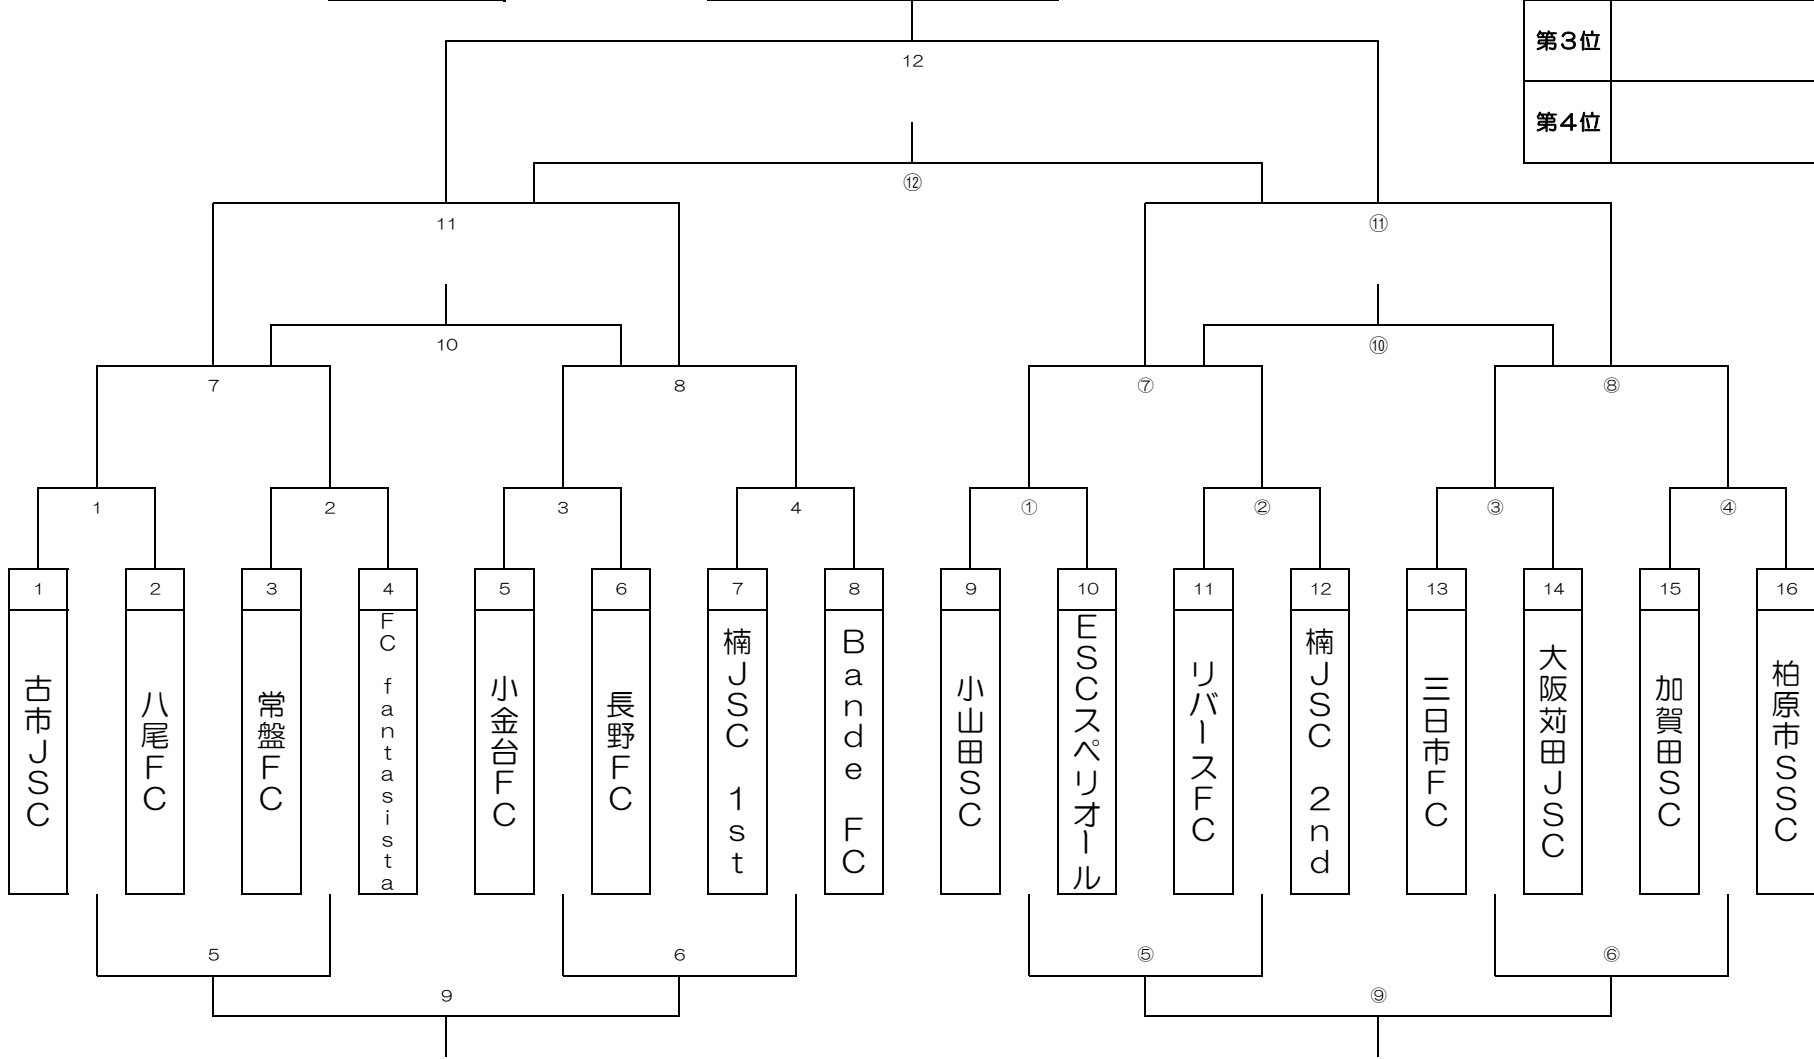 第3位
12
第4位
⑫
11
⑪
10
⑩
7
8
⑦
⑧
1
2
3
4
①
②
③
④
1
2
3
4
5
6
7
8
9
10
11
12
13
14
15
16
古市JSC
八尾FC
常盤FC
FC fantasista
小金台FC
長野FC
楠JSC 1st
Bande FC
小山田SC
ESCスペリオール
リバースFC
楠JSC 2nd
三日市FC
大阪苅田JSC
加賀田SC
柏原市SSC
5
6
⑤
⑥
9
⑨